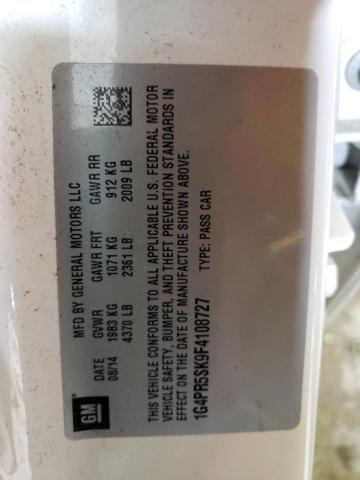 GM
MFD BY GENERAL MOTORS LLC
DATE GVWR GAWR FRT GAWR RR
08/14 1983 KG 1071 KG 912 KG
4370 LB 2361 LB 2009 LB
THIS VEHICLE CONFORMS TO ALL APPLICABLE U.S. FEDERAL MOTOR
VEHICLE SAFETY, BUMPER, AND THEFT PREVENTION STANDARDS IN
EFFECT ON THE DATE OF MANUFACTURE SHOWN ABOVE.
1G4PR5SK9F4108727 TYPE: PASS CAR